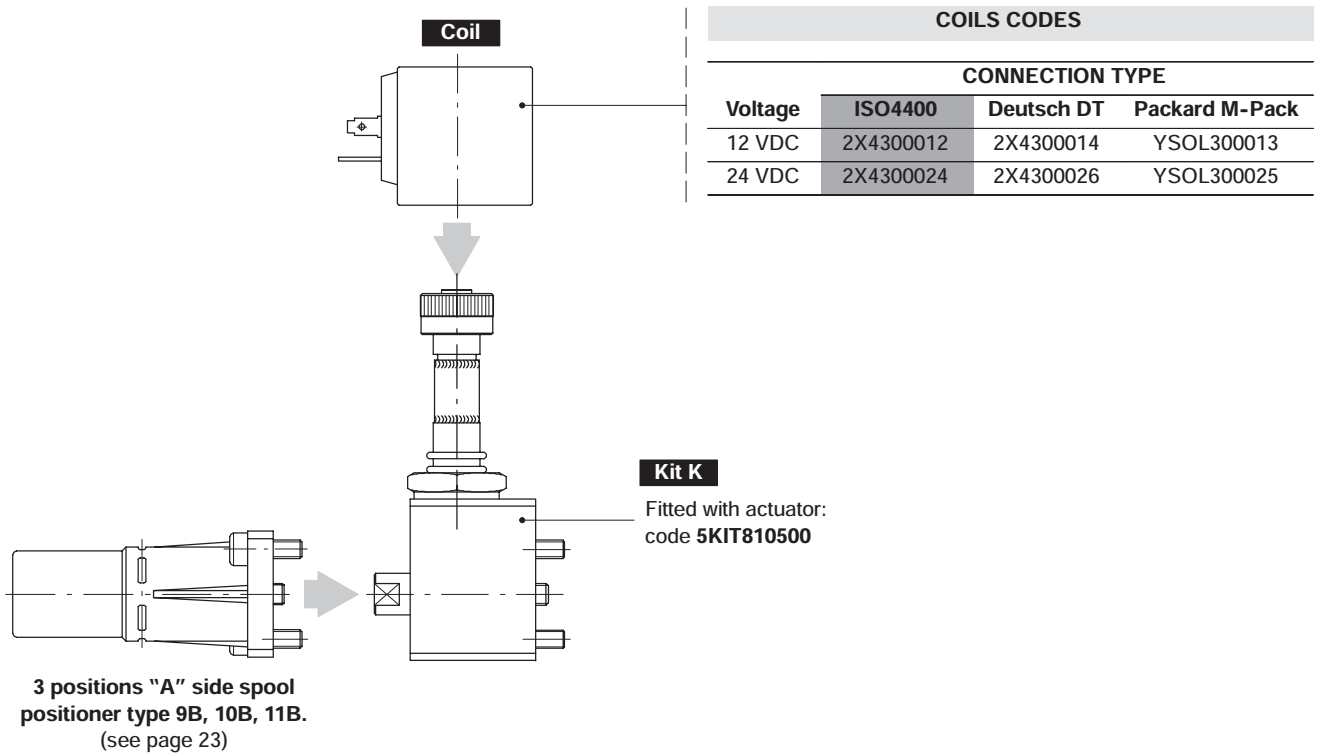 Coil
COILS CODES
CONNECTION TYPE
Voltage ISO4400 Deutsch DT Packard M-Pack
12 VDC 2X4300012 2X4300014 YSOL300013
24 VDC 2X4300024 2X4300026 YSOL300025
Kit K
Fitted with actuator:
code 5KIT810500
3 positions "A" side spool
positioner type 9B, 10B, 11B.
(see page 23)